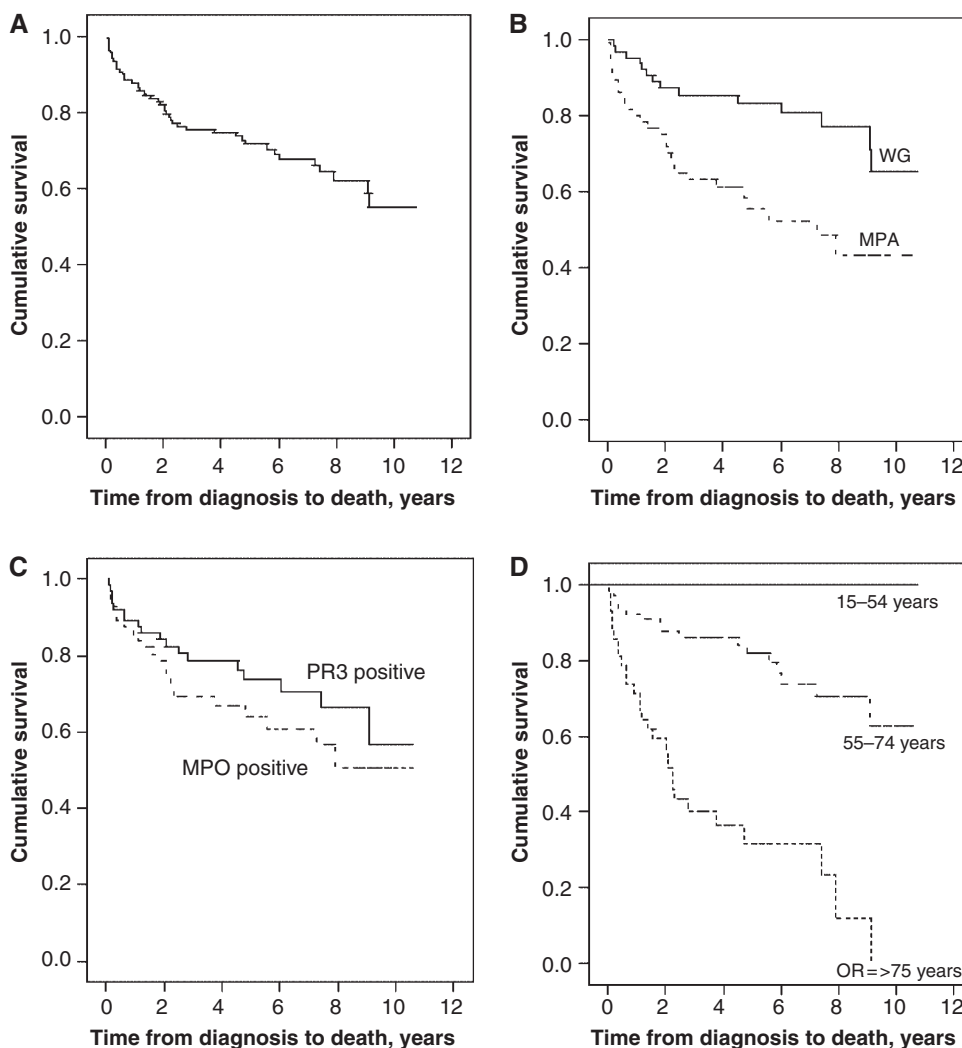 A
1.0
0.8
0.6
0.4
0.2
0.0
Cumulative survival
0 2 4 6 8 10 12
Time from diagnosis to death, years
B
1.0
0.8
0.6
0.4
0.2
0.0
Cumulative survival
WG
MPA
0 2 4 6 8 10 12
Time from diagnosis to death, years
C
1.0
0.8
0.6
0.4
0.2
0.0
Cumulative survival
PR3 positive
MPO positive
0 2 4 6 8 10 12
Time from diagnosis to death, years
D
1.0
0.8
0.6
0.4
0.2
0.0
Cumulative survival
15–54 years
55–74 years
OR=>75 years
0 2 4 6 8 10 12
Time from diagnosis to death, years